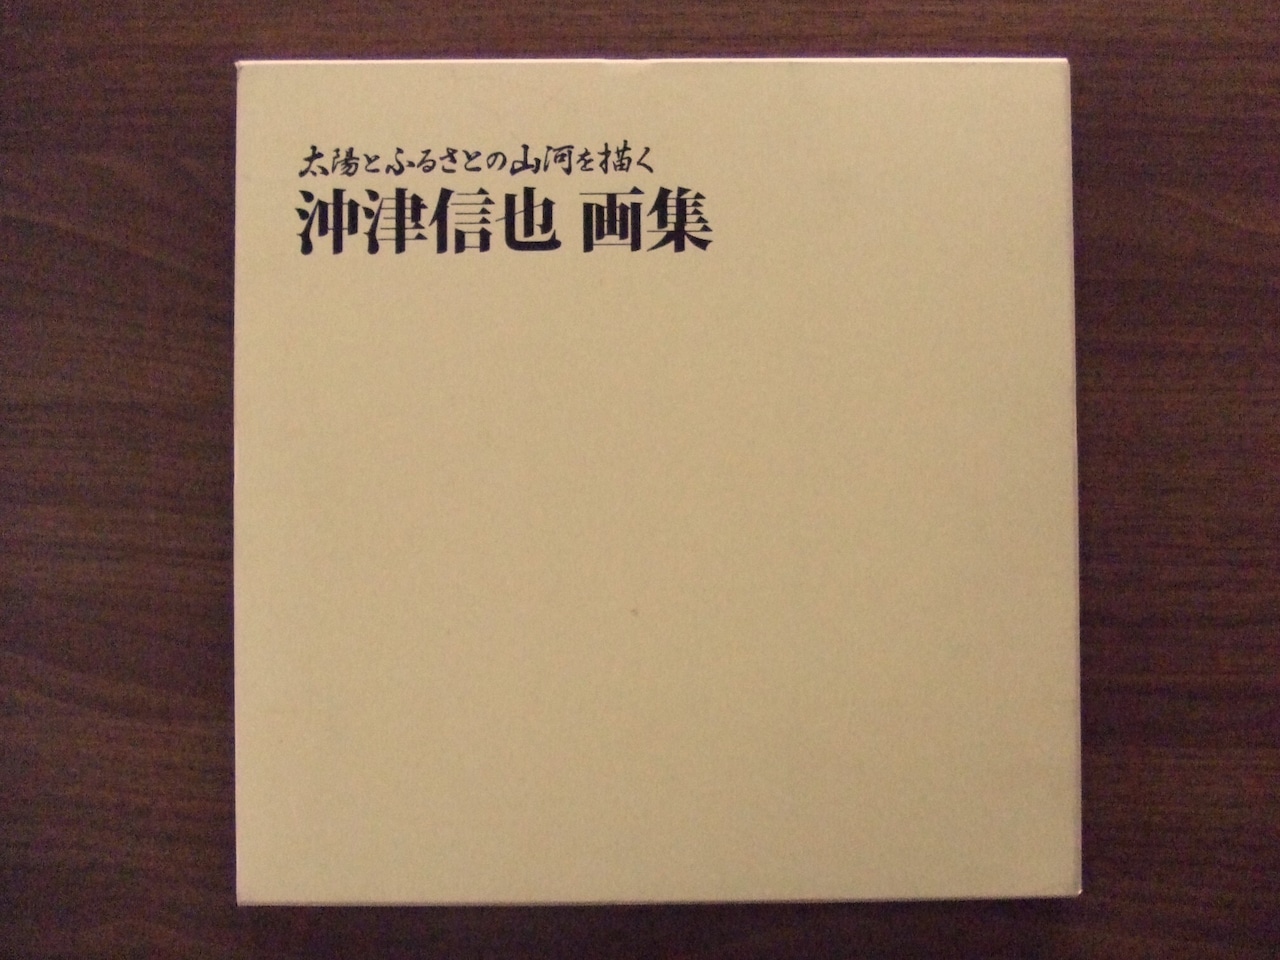 太陽とふるさとの山河を描く
沖津信也 画集